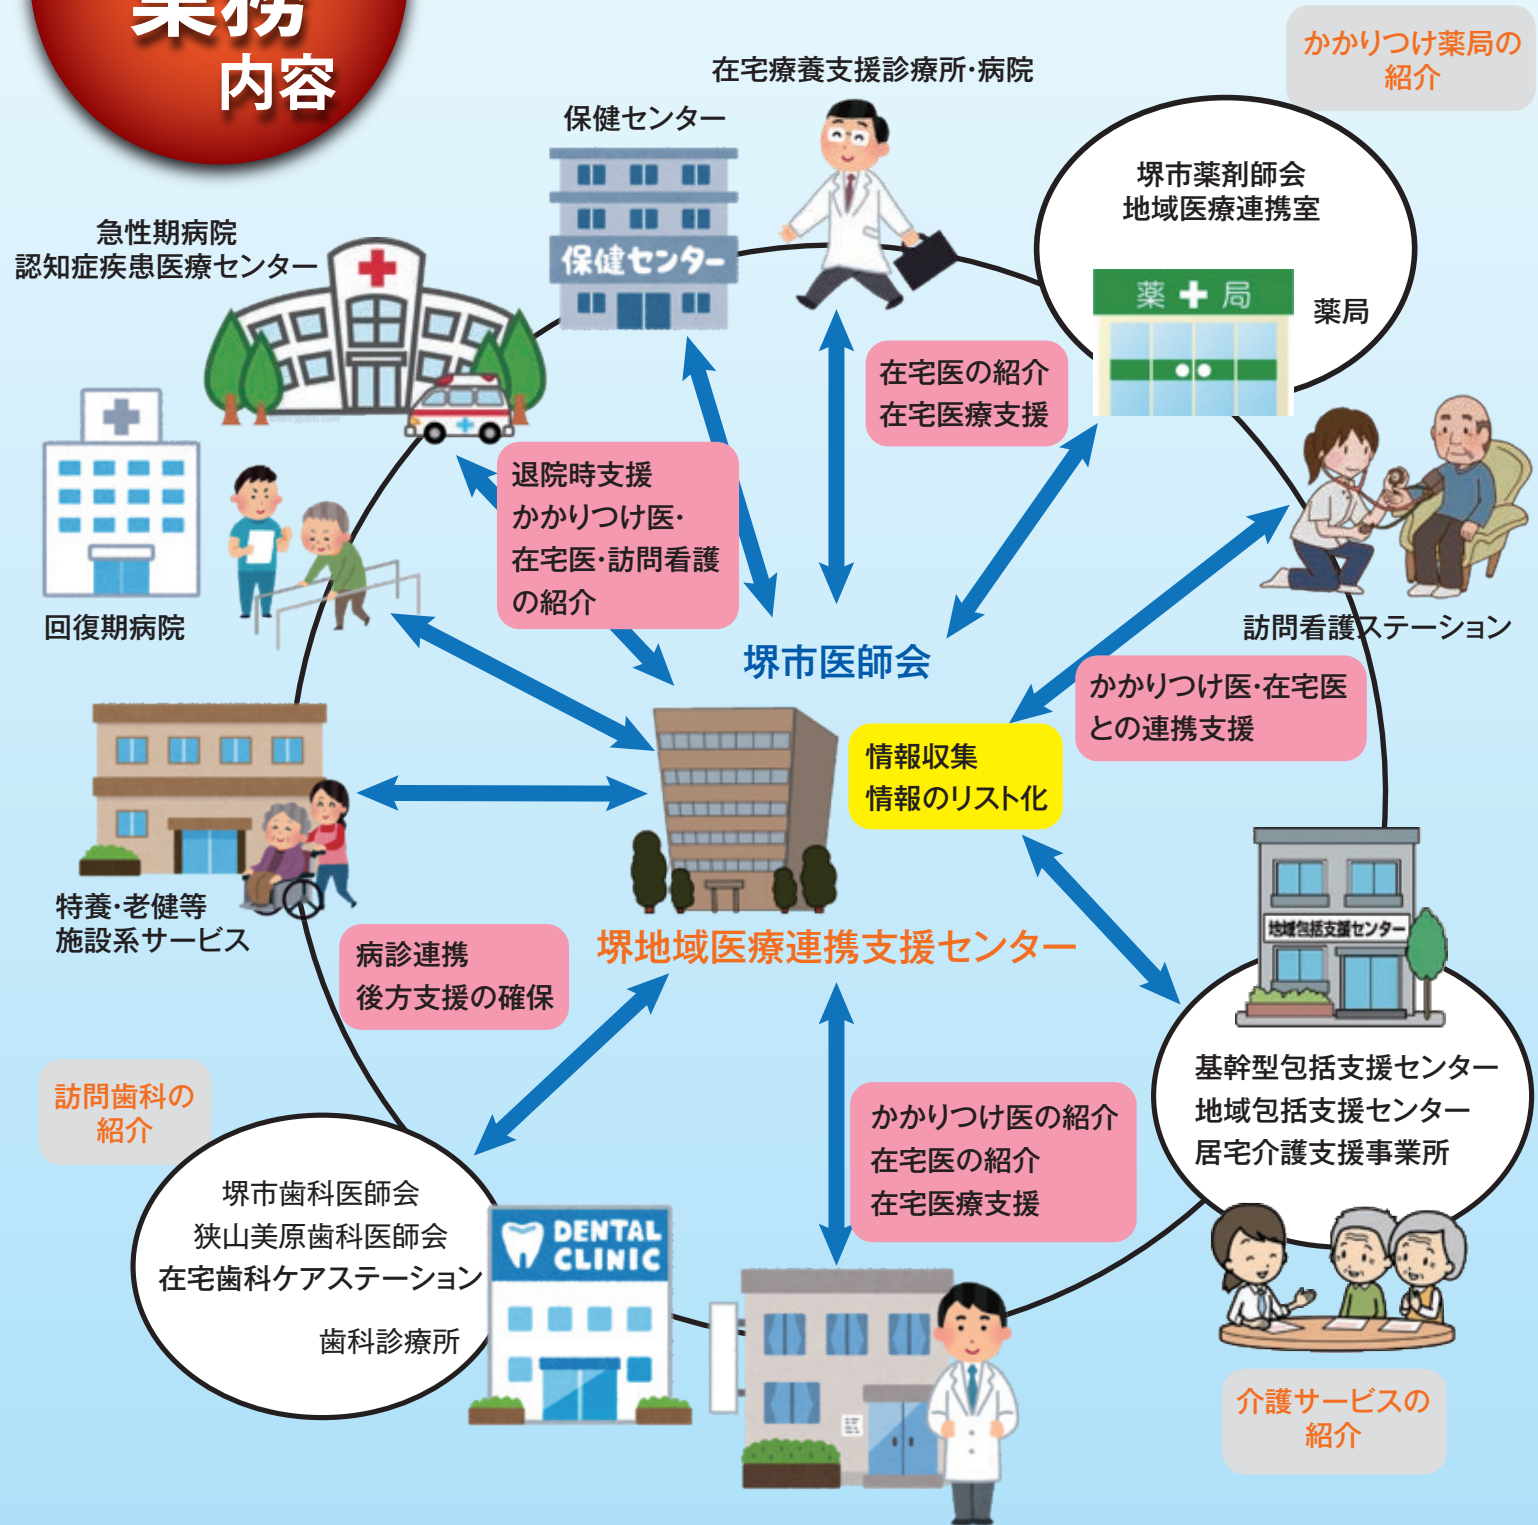 業務
内容
かかりつけ薬局の
紹介
在宅療養支援診療所・病院
保健センター
保健センター
堺市薬剤師会
地域医療連携室
薬局
薬局
急性期病院
認知症疾患医療センター
在宅医の紹介
在宅医療支援
退院時支援
かかりつけ医・
在宅医・訪問看護
の紹介
回復期病院
訪問看護ステーション
堺市医師会
かかりつけ医・在宅医
との連携支援
情報収集
情報のリスト化
特養・老健等
施設系サービス
堺地域医療連携支援センター
地域包括支援センター
病診連携
後方支援の確保
基幹型包括支援センター
地域包括支援センター
居宅介護支援事業所
訪問歯科の
紹介
かかりつけ医の紹介
在宅医の紹介
在宅医療支援
堺市歯科医師会
狭山美原歯科医師会
在宅歯科ケアステーション
歯科診療所
DENTAL
CLINIC
介護サービスの
紹介